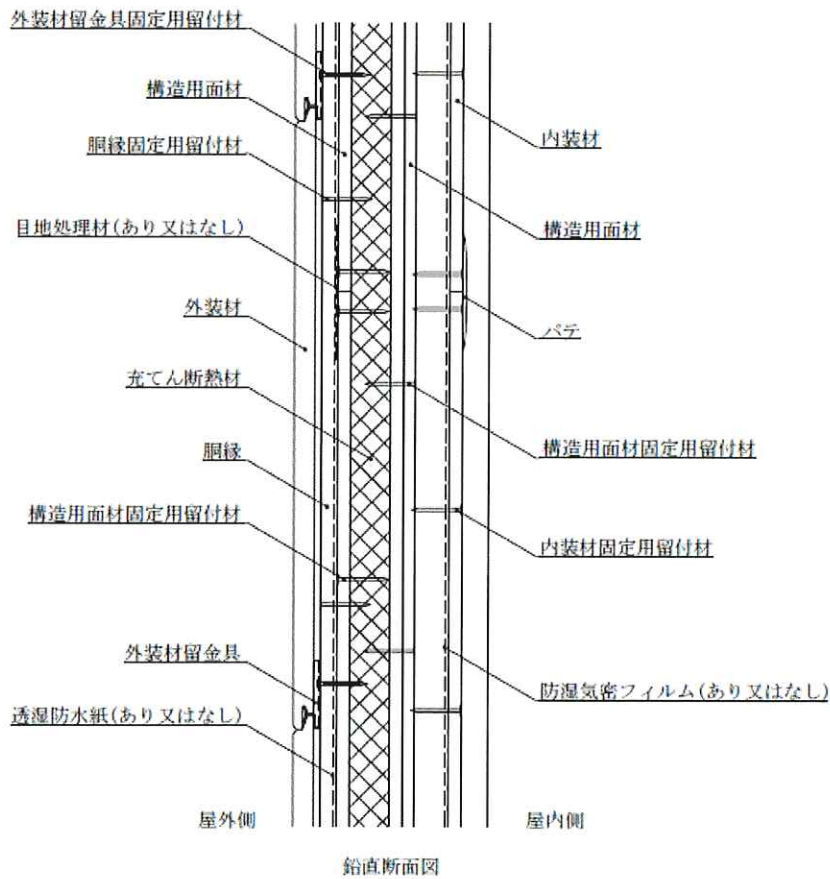 外装材留金具固定用留付材
構造用面材
胴縁固定用留付材
目地処理材(あり又はなし)
外装材
充てん断熱材
胴縁
構造用面材固定用留付材
外装材留金具
透湿防水紙(あり又はなし)
内装材
構造用面材
パテ
構造用面材固定用留付材
内装材固定用留付材
防湿気密フィルム(あり又はなし)
屋外側
屋内側
鉛直断面図